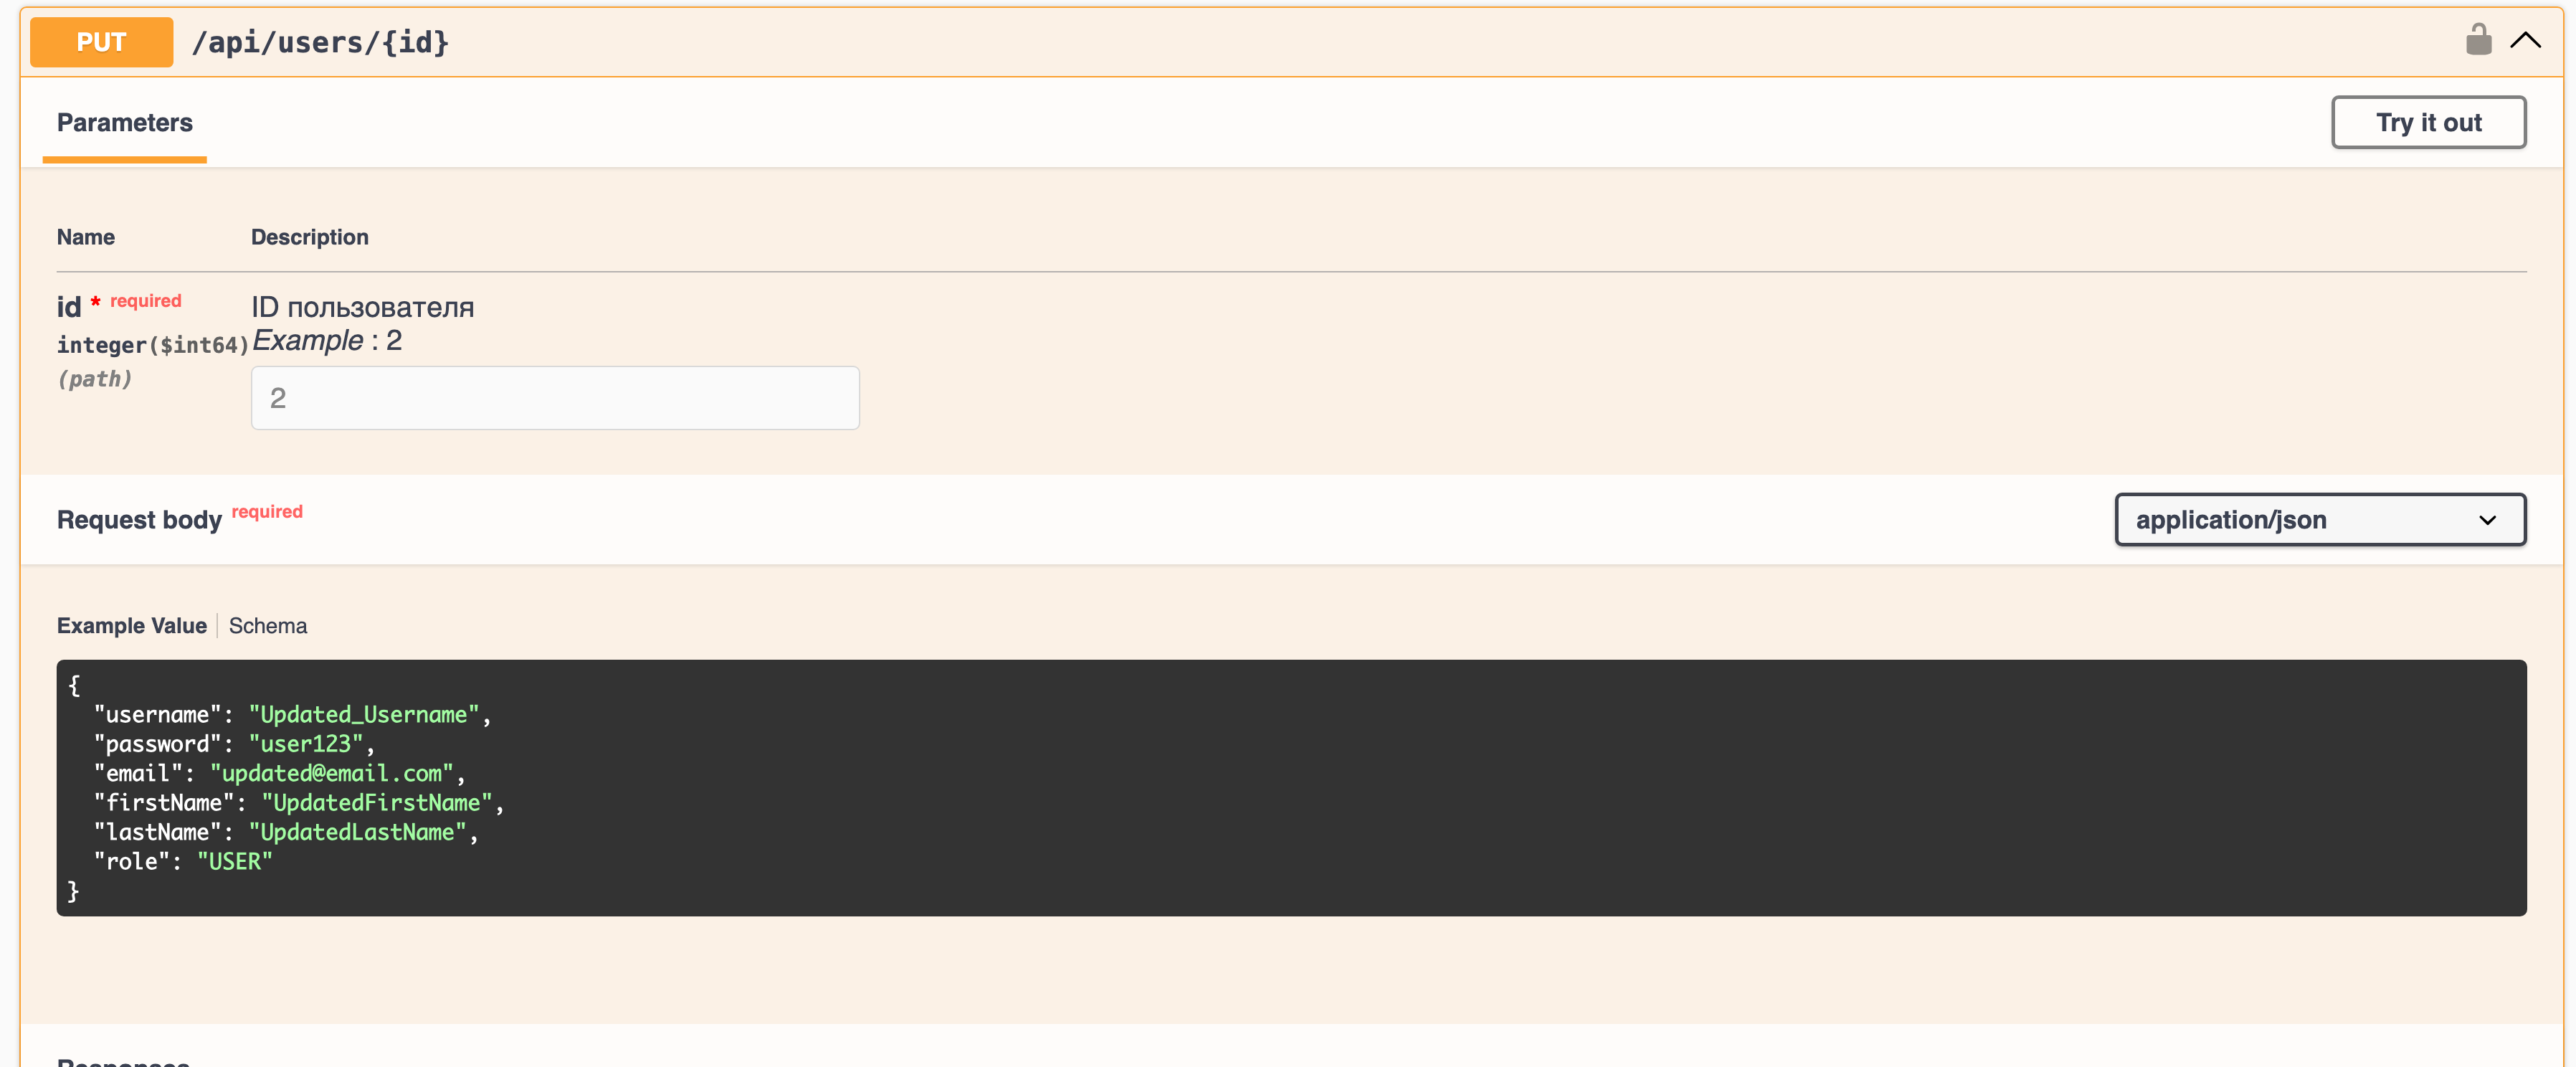 PUT /api/users/{id}
Parameters
Try it out
Name Description
id * required
integer($int64)
(path)
ID пользователя
Example : 2
2
Request body required
application/json
Example Value Schema
{
  "username": "Updated_Username",
  "password": "user123",
  "email": "updated@email.com",
  "firstName": "UpdatedFirstName",
  "lastName": "UpdatedLastName",
  "role": "USER"
}
Responses